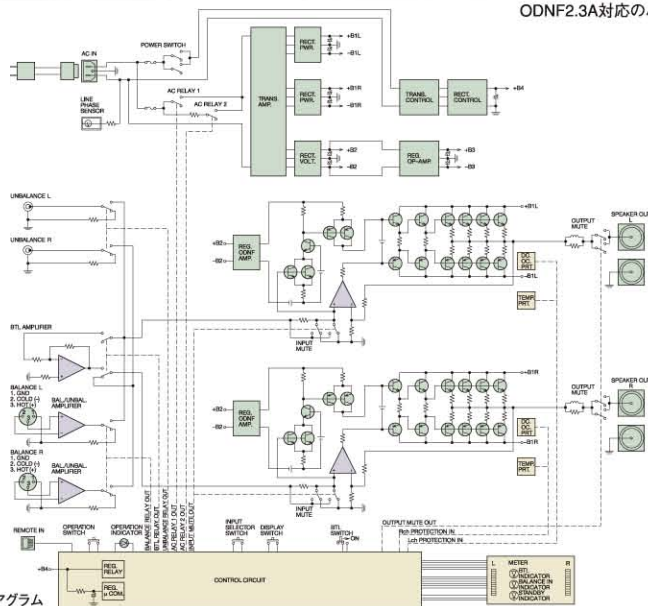 ODNF2.3A対応の
POWER SWITCH
AC IN
LINE
PHASE
SENSOR
AC RELAY 1
AC RELAY 2
TRANS.
AMP.
RECT.
PWR.
+B1L
-B1L
RECT.
PWR.
+B1R
-B1R
RECT.
VOLT.
+B2
-B2
TRANS.
CONTROL
RECT.
CONTROL
+B4
REG.
OP-AMP.
+B3
-B3
UNBALANCE L
UNBALANCE R
BTL AMPLIFIER
BALANCE L
1. GND
2. COLD (-)
3. HOT(+)
BAL./UNBAL.
AMPLIFIER
BALANCE R
1. GND
2. COLD (-)
3. HOT(+)
BAL./UNBAL.
AMPLIFIER
+B2
-B2
REG.
ODNF
AMP.
INPUT
MUTE
+B1L
-B1L
OUTPUT
MUTE
SPEAKER OU
L
DC.
OC.
PRT.
TEMP.
PRT.
+B2
-B2
REG.
ODNF
AMP.
INPUT
MUTE
+B1R
-B1R
OUTPUT
MUTE
SPEAKER OU
R
DC.
OC.
PRT.
TEMP.
PRT.
BALANCE RELAY OUT
BTL RELAY OUT
UNBALANCE RELAY OUT
AC RELAY 1 OUT
AC RELAY 2 OUT
INPUT MUTE OUT
REMOTE IN
OPERATION
SWITCH
OPERATION
INDICATOR
INPUT
SELECTOR
SWITCH
DISPLAY
SWITCH
BTL
SWITCH
ON
OUTPUT MUTE OUT
Rch PROTECTION IN
Lch PROTECTION IN
+B4
REG.
RELAY
REG.
μ COM.
CONTROL CIRCUIT
L METER R
BTL
INDICATOR
BALANCE IN
INDICATOR
STANDBY
INDICATOR
アグラム